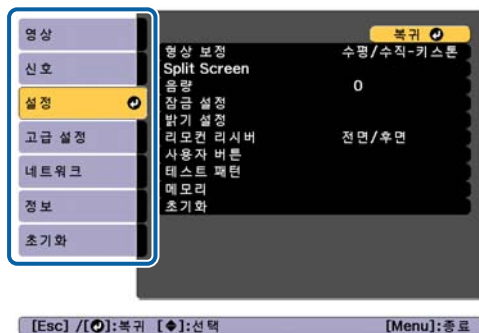 영상
신호
설정
고급 설정
네트워크
정보
초기화
복귀
형상 보정 수평/수직-키스톤
Split Screen
음량 0
잠금 설정
밝기 설정
리모컨 리시버 전면/후면
사용자 버튼
테스트 패턴
메모리
초기화
[Esc] /[ ]:복귀 [ ]:선택 [Menu]:종료